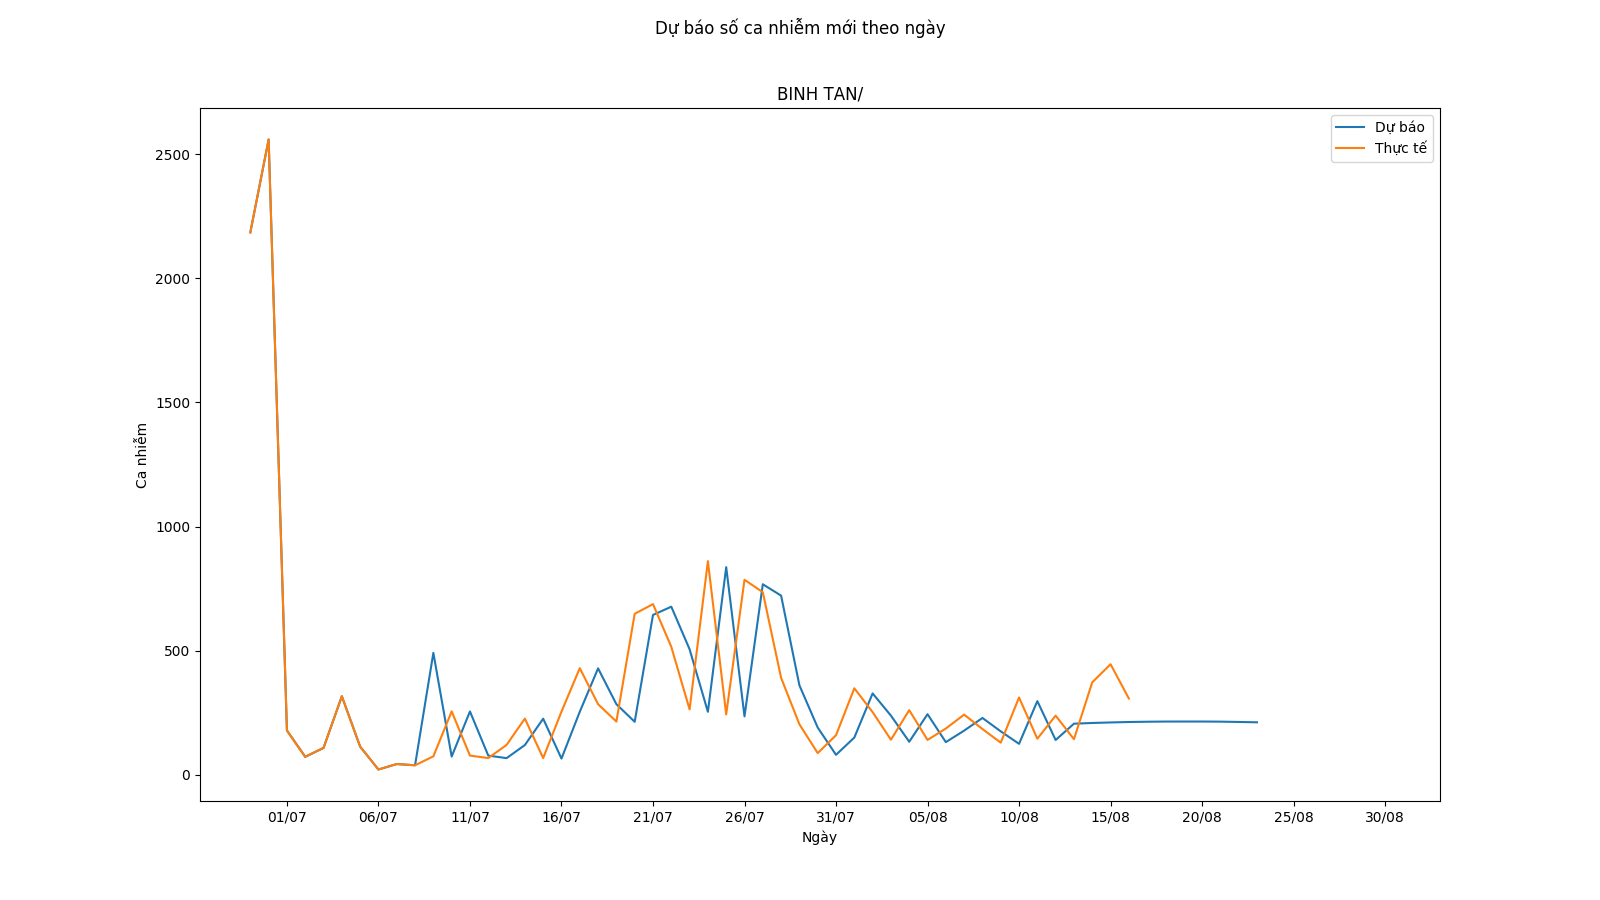 Dự báo số ca nhiễm mới theo ngày
BINH TAN/
Dự báo
Thực tế
2500
2000
1500
1000
500
0
Ca nhiễm
01/07 06/07 11/07 16/07 21/07 26/07 31/07 05/08 10/08 15/08 20/08 25/08 30/08
Ngày